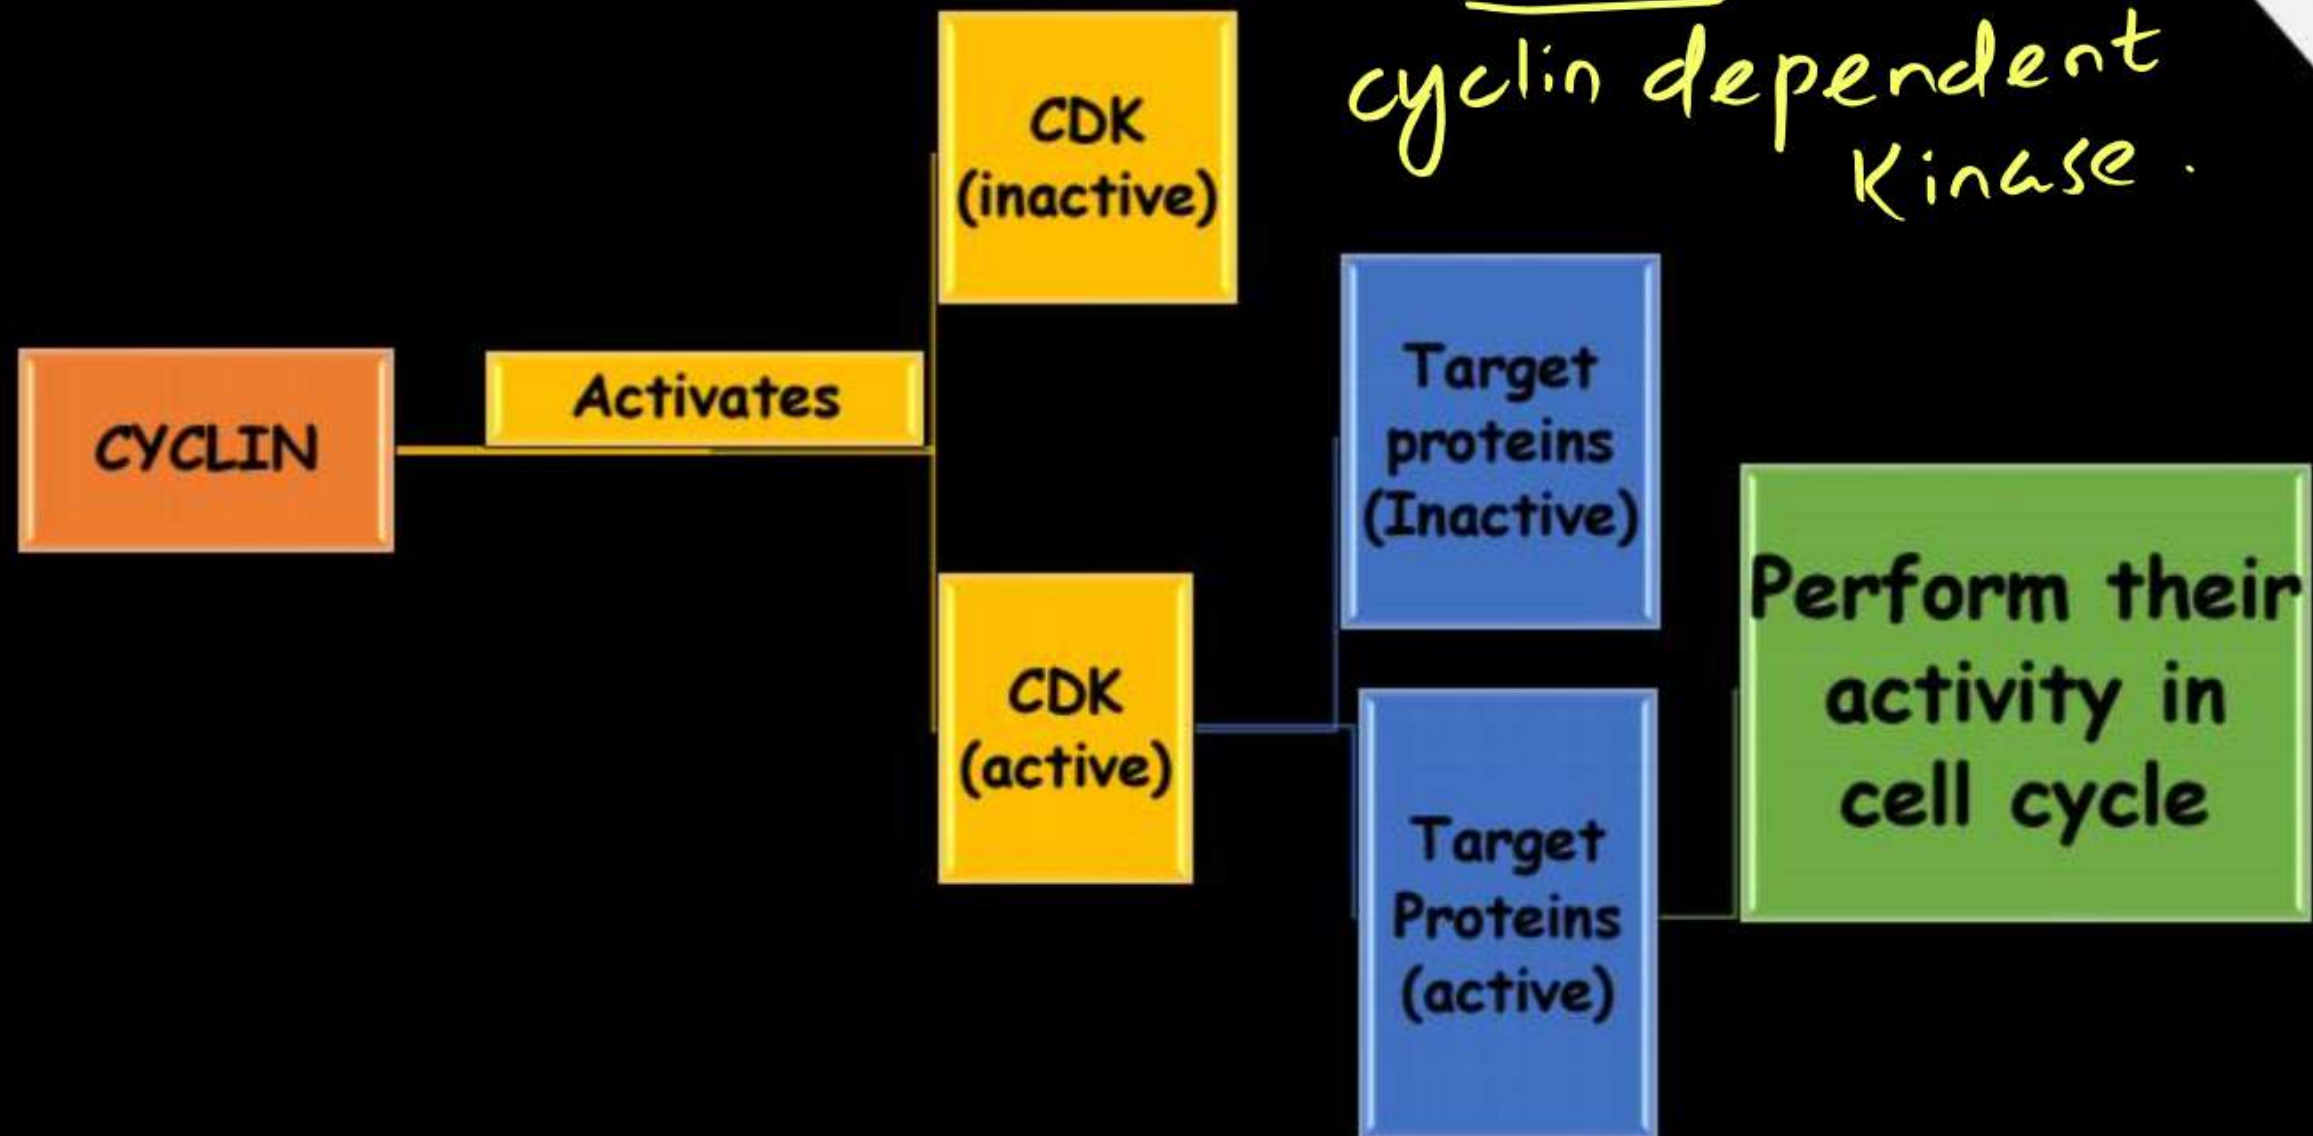 cyclin dependent
Kinase.
CDK
(inactive)
CYCLIN
Activates
CDK
(active)
Target
proteins
(Inactive)
Target
Proteins
(active)
Perform their
activity in
cell cycle